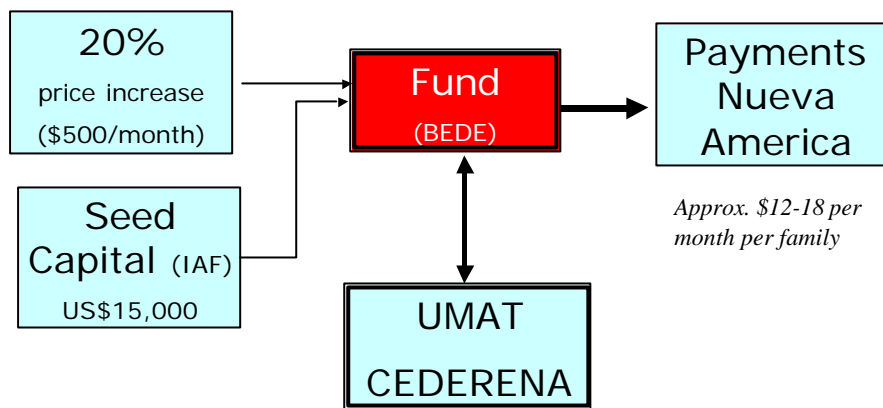 20%
price increase
($500/month)
Fund
(BEDE)
Payments
Nueva
America
Seed
Capital (IAF)
US$15,000
Approx. $12-18 per
month per family
UMAT
CEDERENA